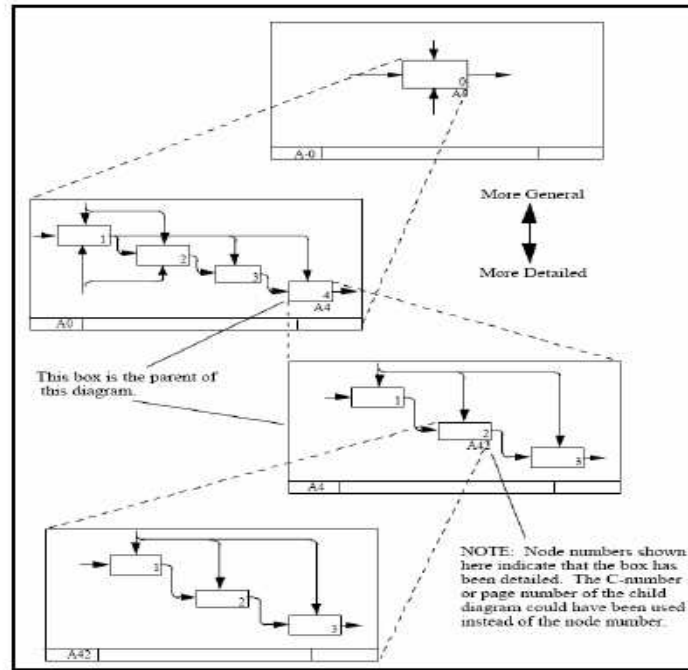 0
A0
A-0
More General
More Detailed
1
2
3
4
A4
A0
This box is the parent of
this diagram.
1
2
A42
3
A4
NOTE: Node numbers shown
here indicate that the box has
been detailed. The C-number
or page number of the child
diagram could have been used
instead of the node number.
1
2
3
A42